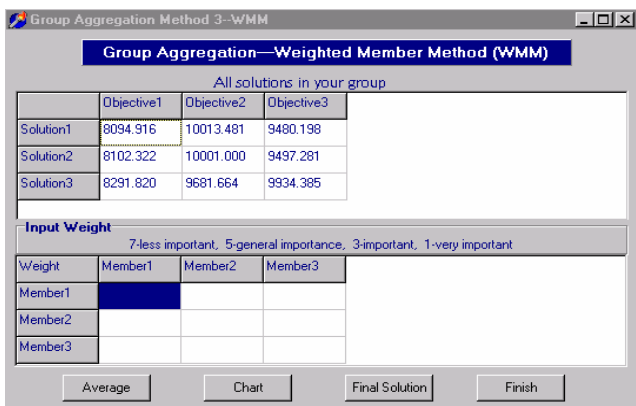 Group Aggregation Method 3--WMM
Group Aggregation—Weighted Member Method (WMM)
All solutions in your group
Objective1 Objective2 Objective3
Solution1 8094.916 10013.481 9480.198
Solution2 8102.322 10001.000 9497.281
Solution3 8291.820 9681.664 9934.385
Input Weight
7-less important, 5-general importance, 3-important, 1-very important
Weight Member1 Member2 Member3
Member1
Member2
Member3
Average Chart Final Solution Finish